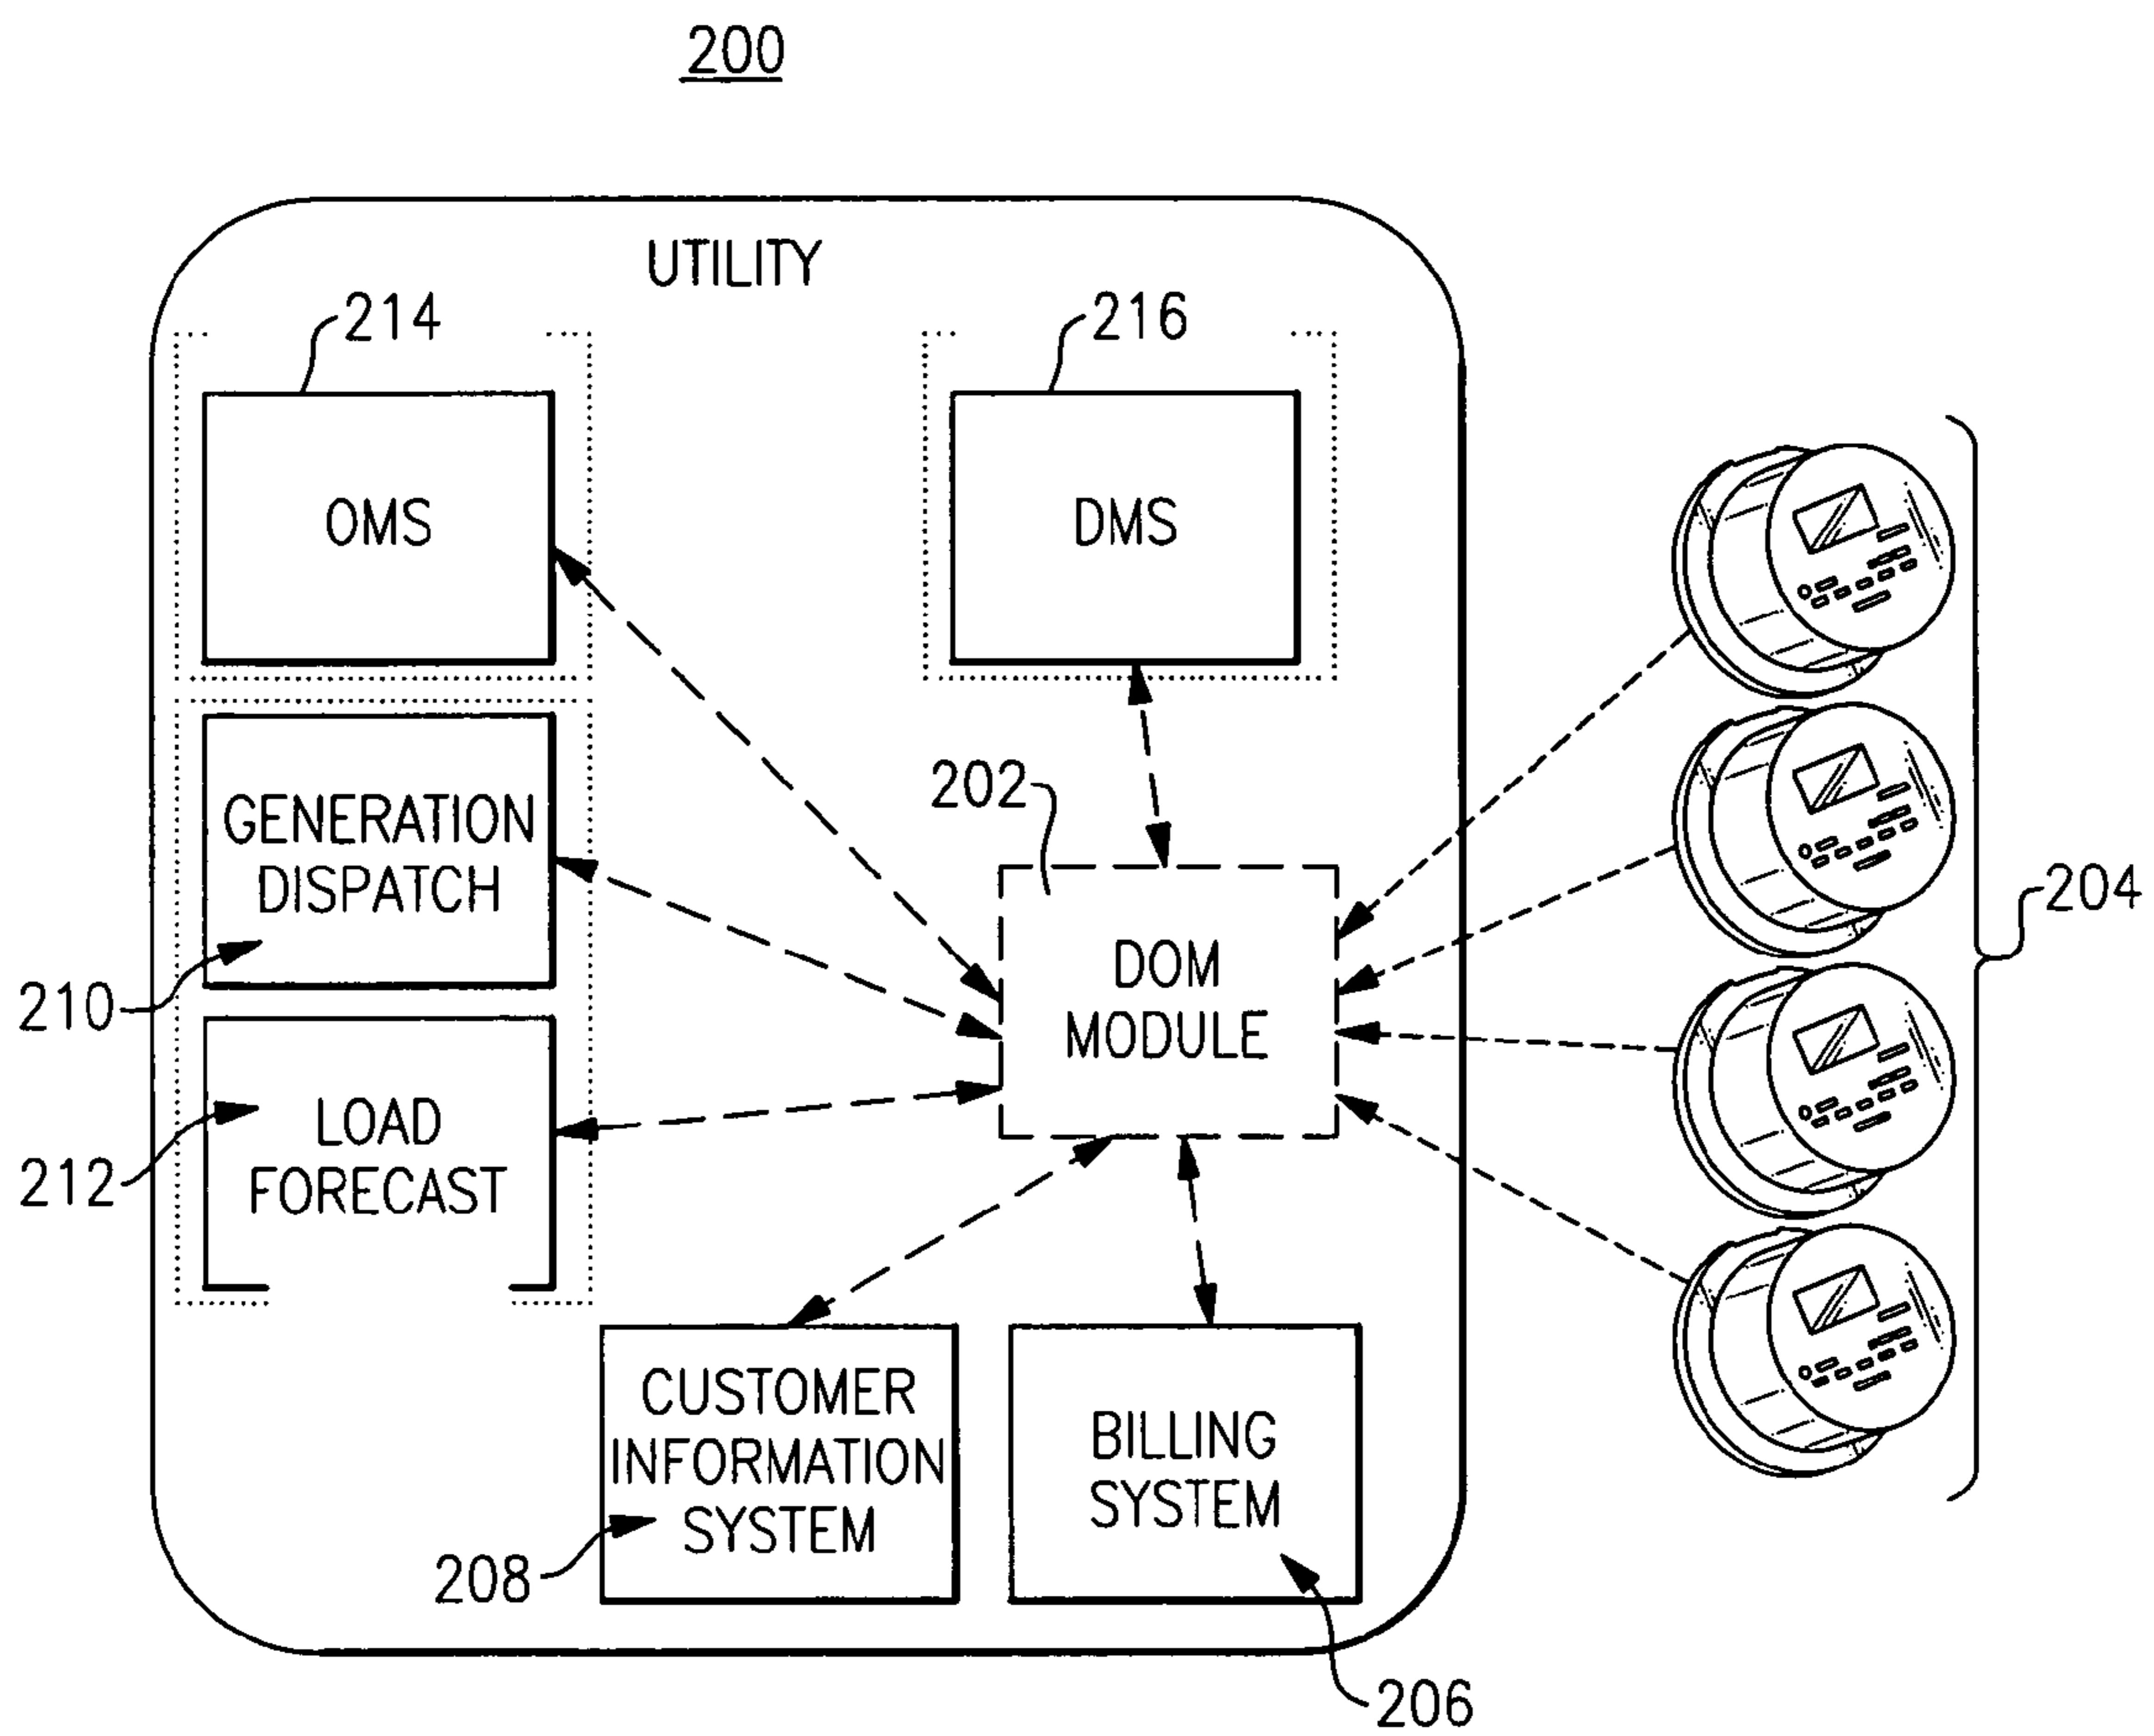 200
UTILITY
214
216
OMS
DMS
202
GENERATION
DISPATCH
204
DOM
MODULE
210
LOAD
FORECAST
212
CUSTOMER
INFORMATION
SYSTEM
BILLING
SYSTEM
208
206